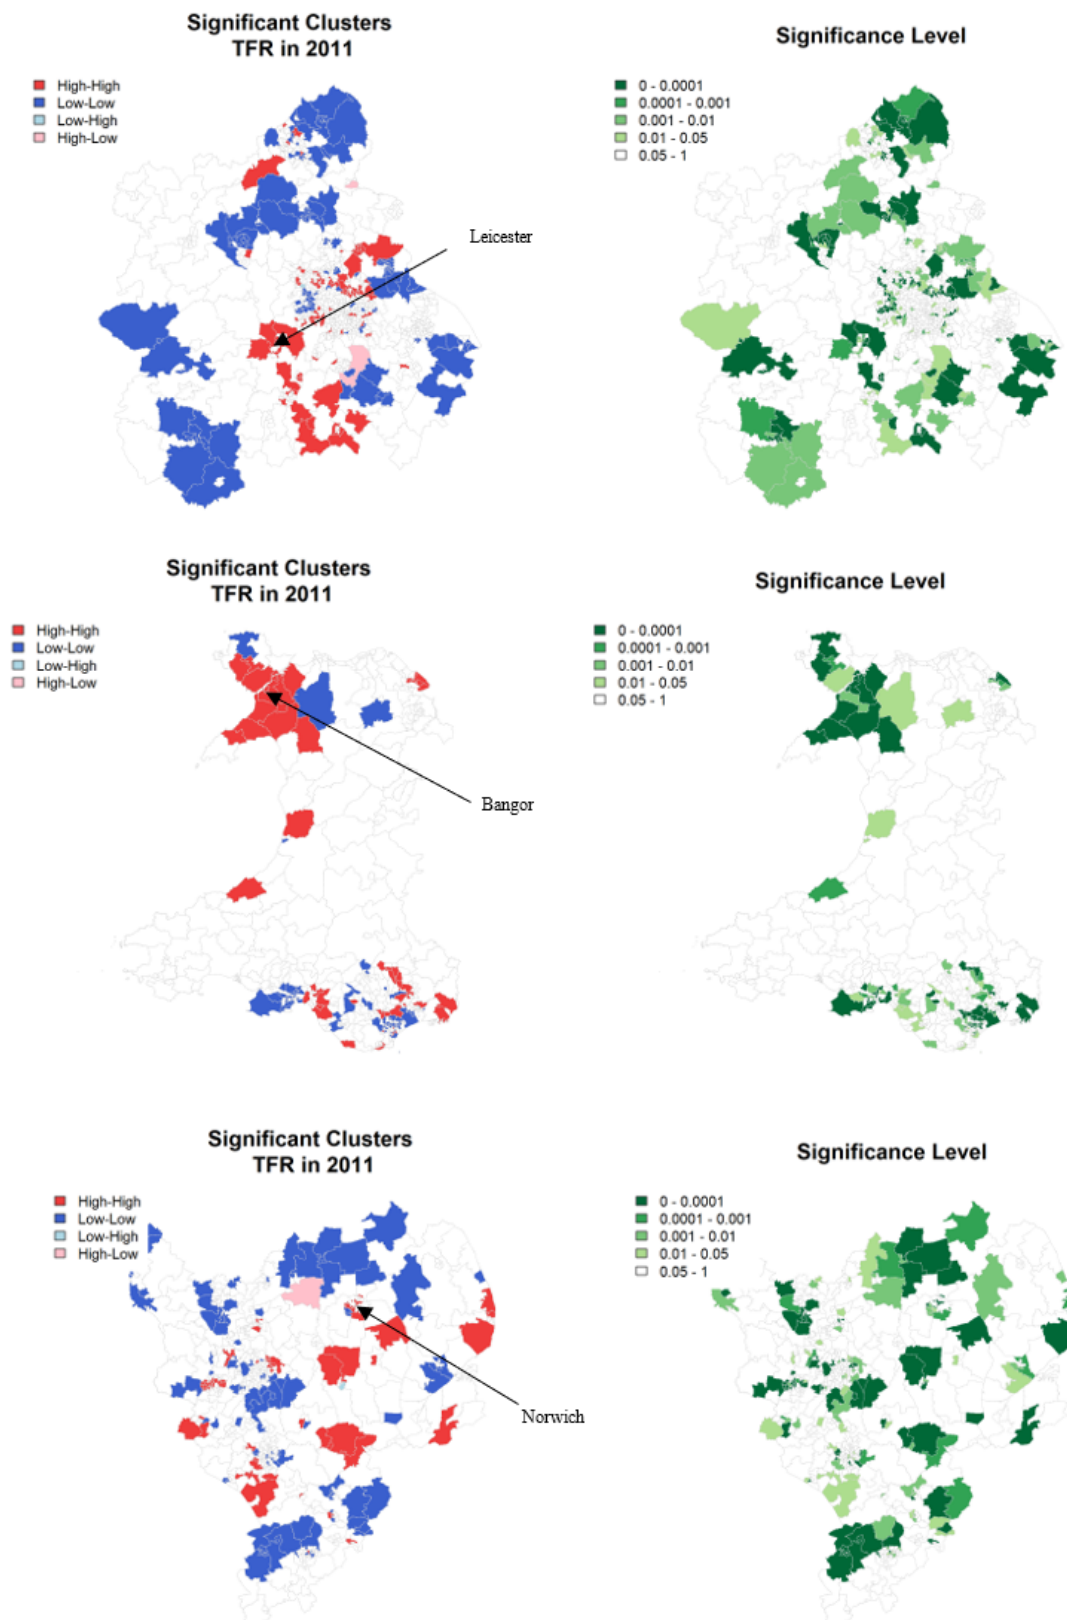 Significant Clusters
TFR in 2011
High-High
Low-Low
Low-High
High-Low
Leicester
Significance Level
0 - 0.0001
0.0001 - 0.001
0.001 - 0.01
0.01 - 0.05
0.05 - 1
Significant Clusters
TFR in 2011
High-High
Low-Low
Low-High
High-Low
Bangor
Significance Level
0 - 0.0001
0.0001 - 0.001
0.001 - 0.01
0.01 - 0.05
0.05 - 1
Significant Clusters
TFR in 2011
High-High
Low-Low
Low-High
High-Low
Norwich
Significance Level
0 - 0.0001
0.0001 - 0.001
0.001 - 0.01
0.01 - 0.05
0.05 - 1